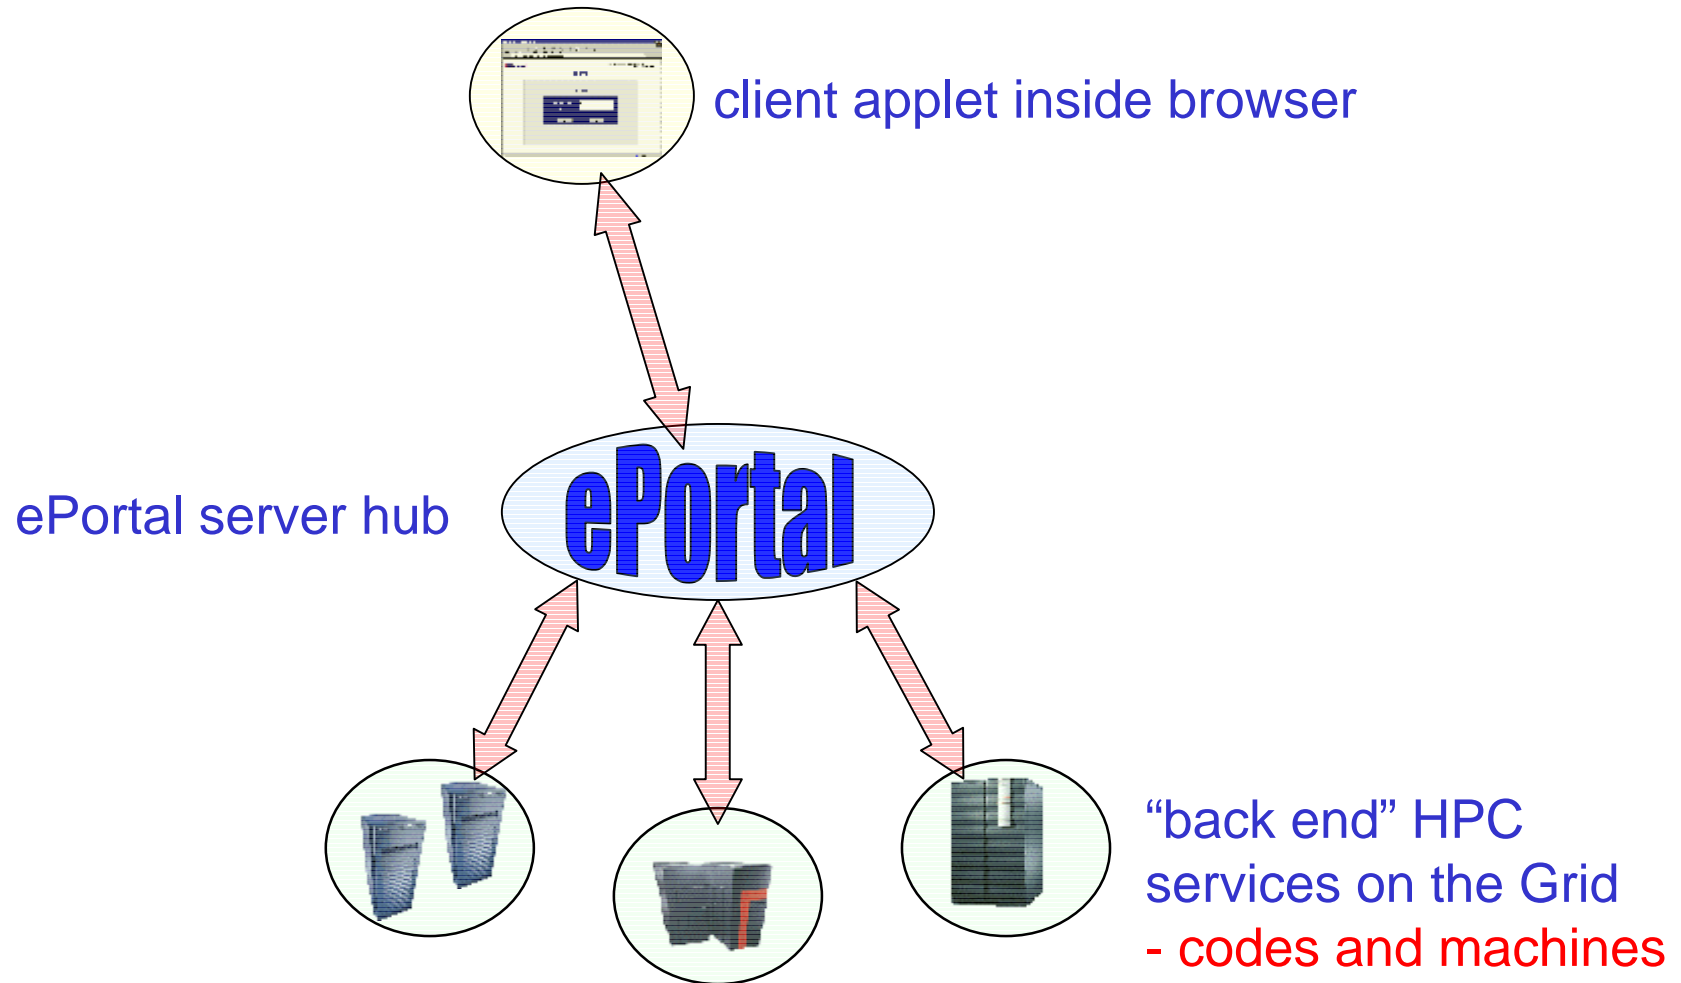 client applet inside browser
ePortal
ePortal server hub
“back end” HPC
services on the Grid
- codes and machines